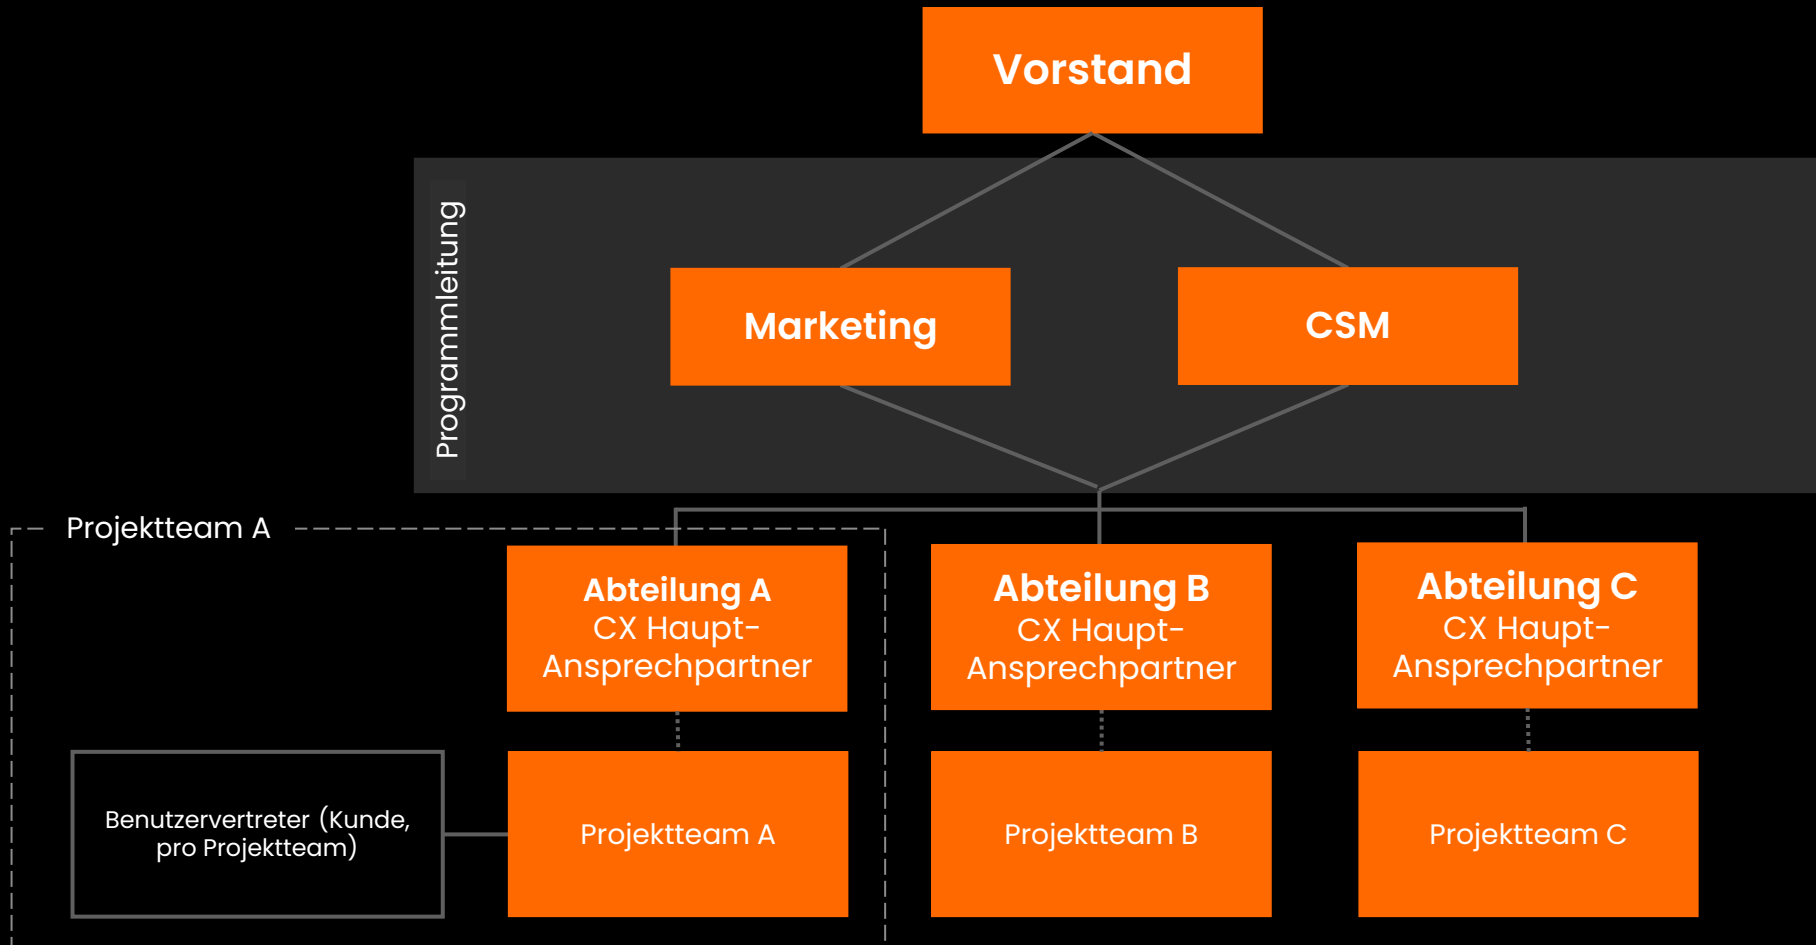 Vorstand
Programmleitung
Marketing
CSM
Projektteam A
Abteilung A
CX Haupt-
Ansprechpartner
Abteilung B
CX Haupt-
Ansprechpartner
Abteilung C
CX Haupt-
Ansprechpartner
Benutzervertreter (Kunde,
pro Projektteam)
Projektteam A
Projektteam B
Projektteam C